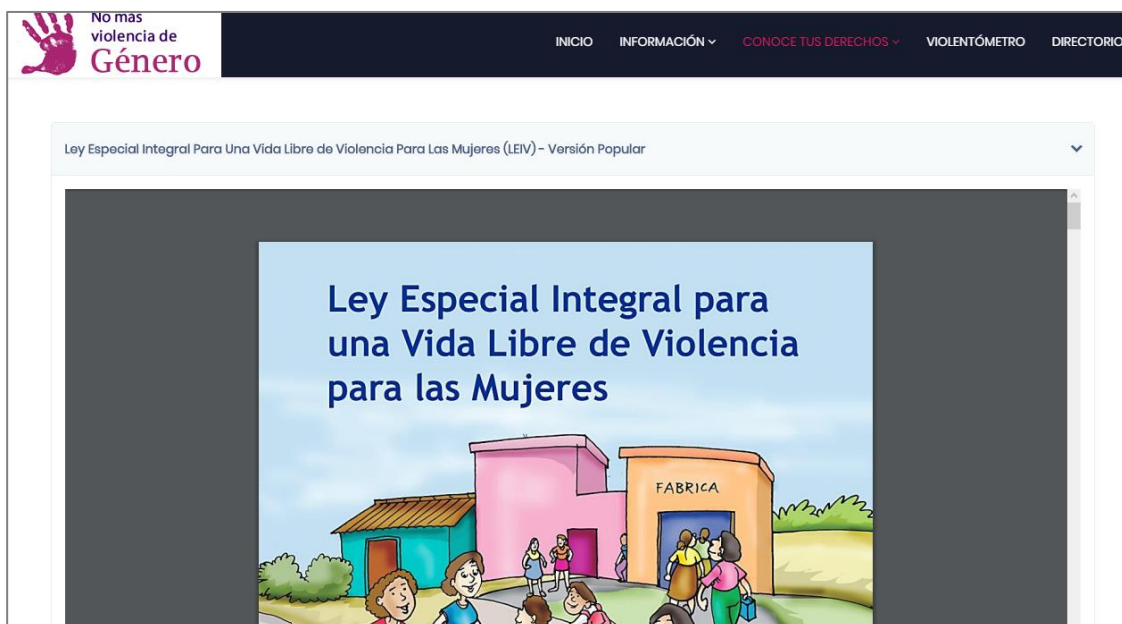 No más
violencia de
Género
INICIO INFORMACIÓN CONOCE TUS DERECHOS VIOLENTÓMETRO DIRECTORIO
Ley Especial Integral Para Una Vida Libre de Violencia Para Las Mujeres (LEIV) - Versión Popular
Ley Especial Integral para
una Vida Libre de Violencia
para las Mujeres
FABRICA